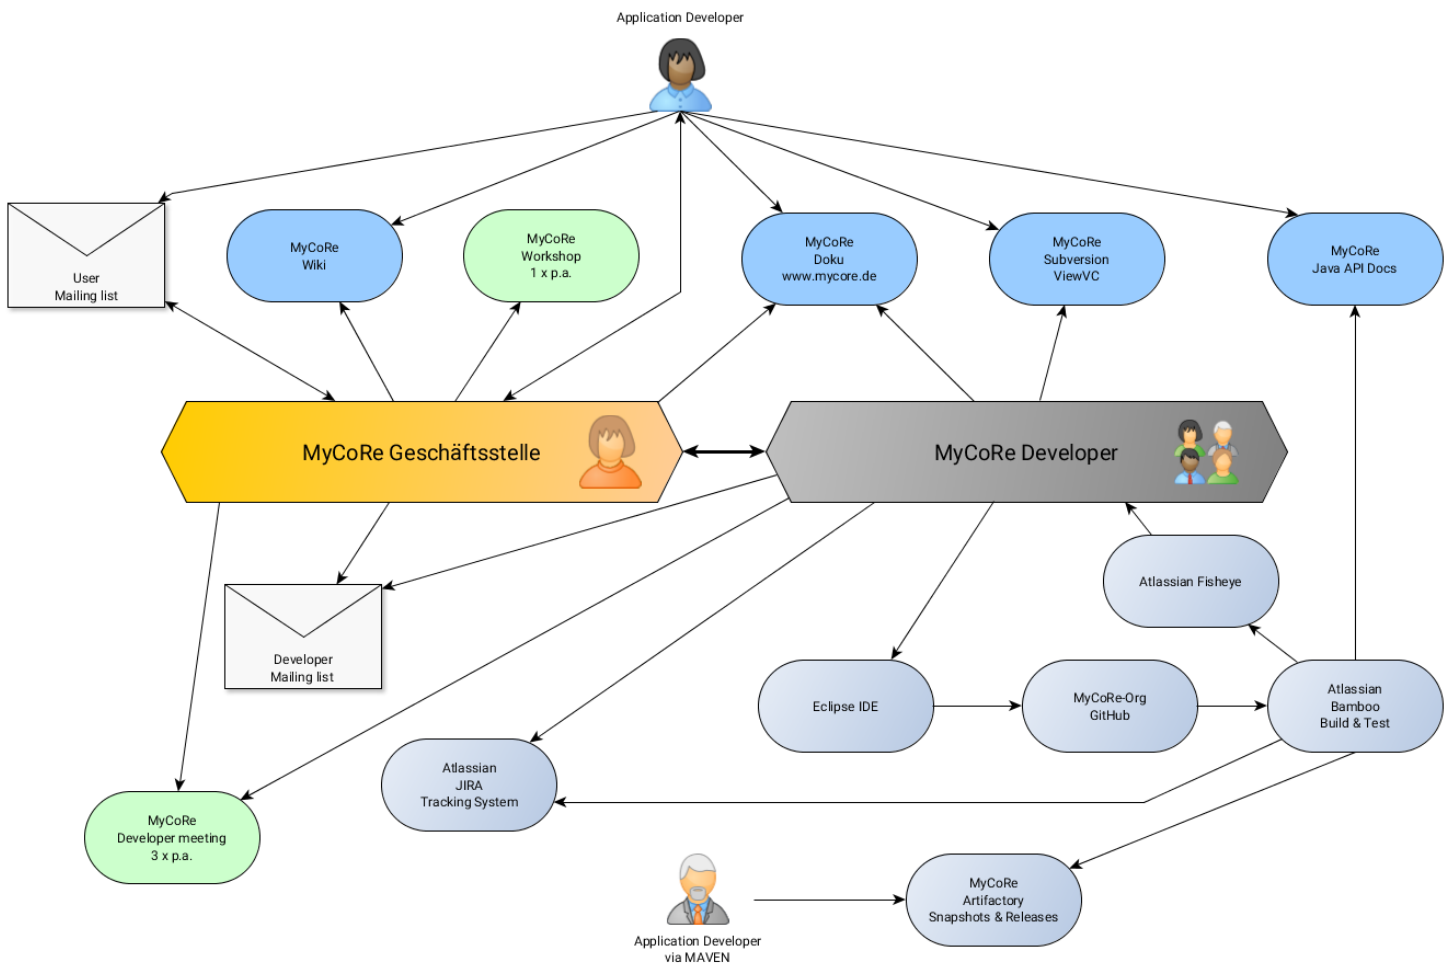 Application Developer
User
Mailing list
MyCoRe
Wiki
MyCoRe
Workshop
1 x p.a.
MyCoRe
Doku
www.mycore.de
MyCoRe
Subversion
ViewVC
MyCoRe
Java API Docs
MyCoRe Geschäftsstelle
MyCoRe Developer
Atlassian Fisheye
Developer
Mailing list
Eclipse IDE
MyCoRe-Org
GitHub
Atlassian
Bamboo
Build & Test
Atlassian
JIRA
Tracking System
MyCoRe
Developer meeting
3 x p.a.
MyCoRe
Artifactory
Snapshots & Releases
Application Developer
via MAVEN